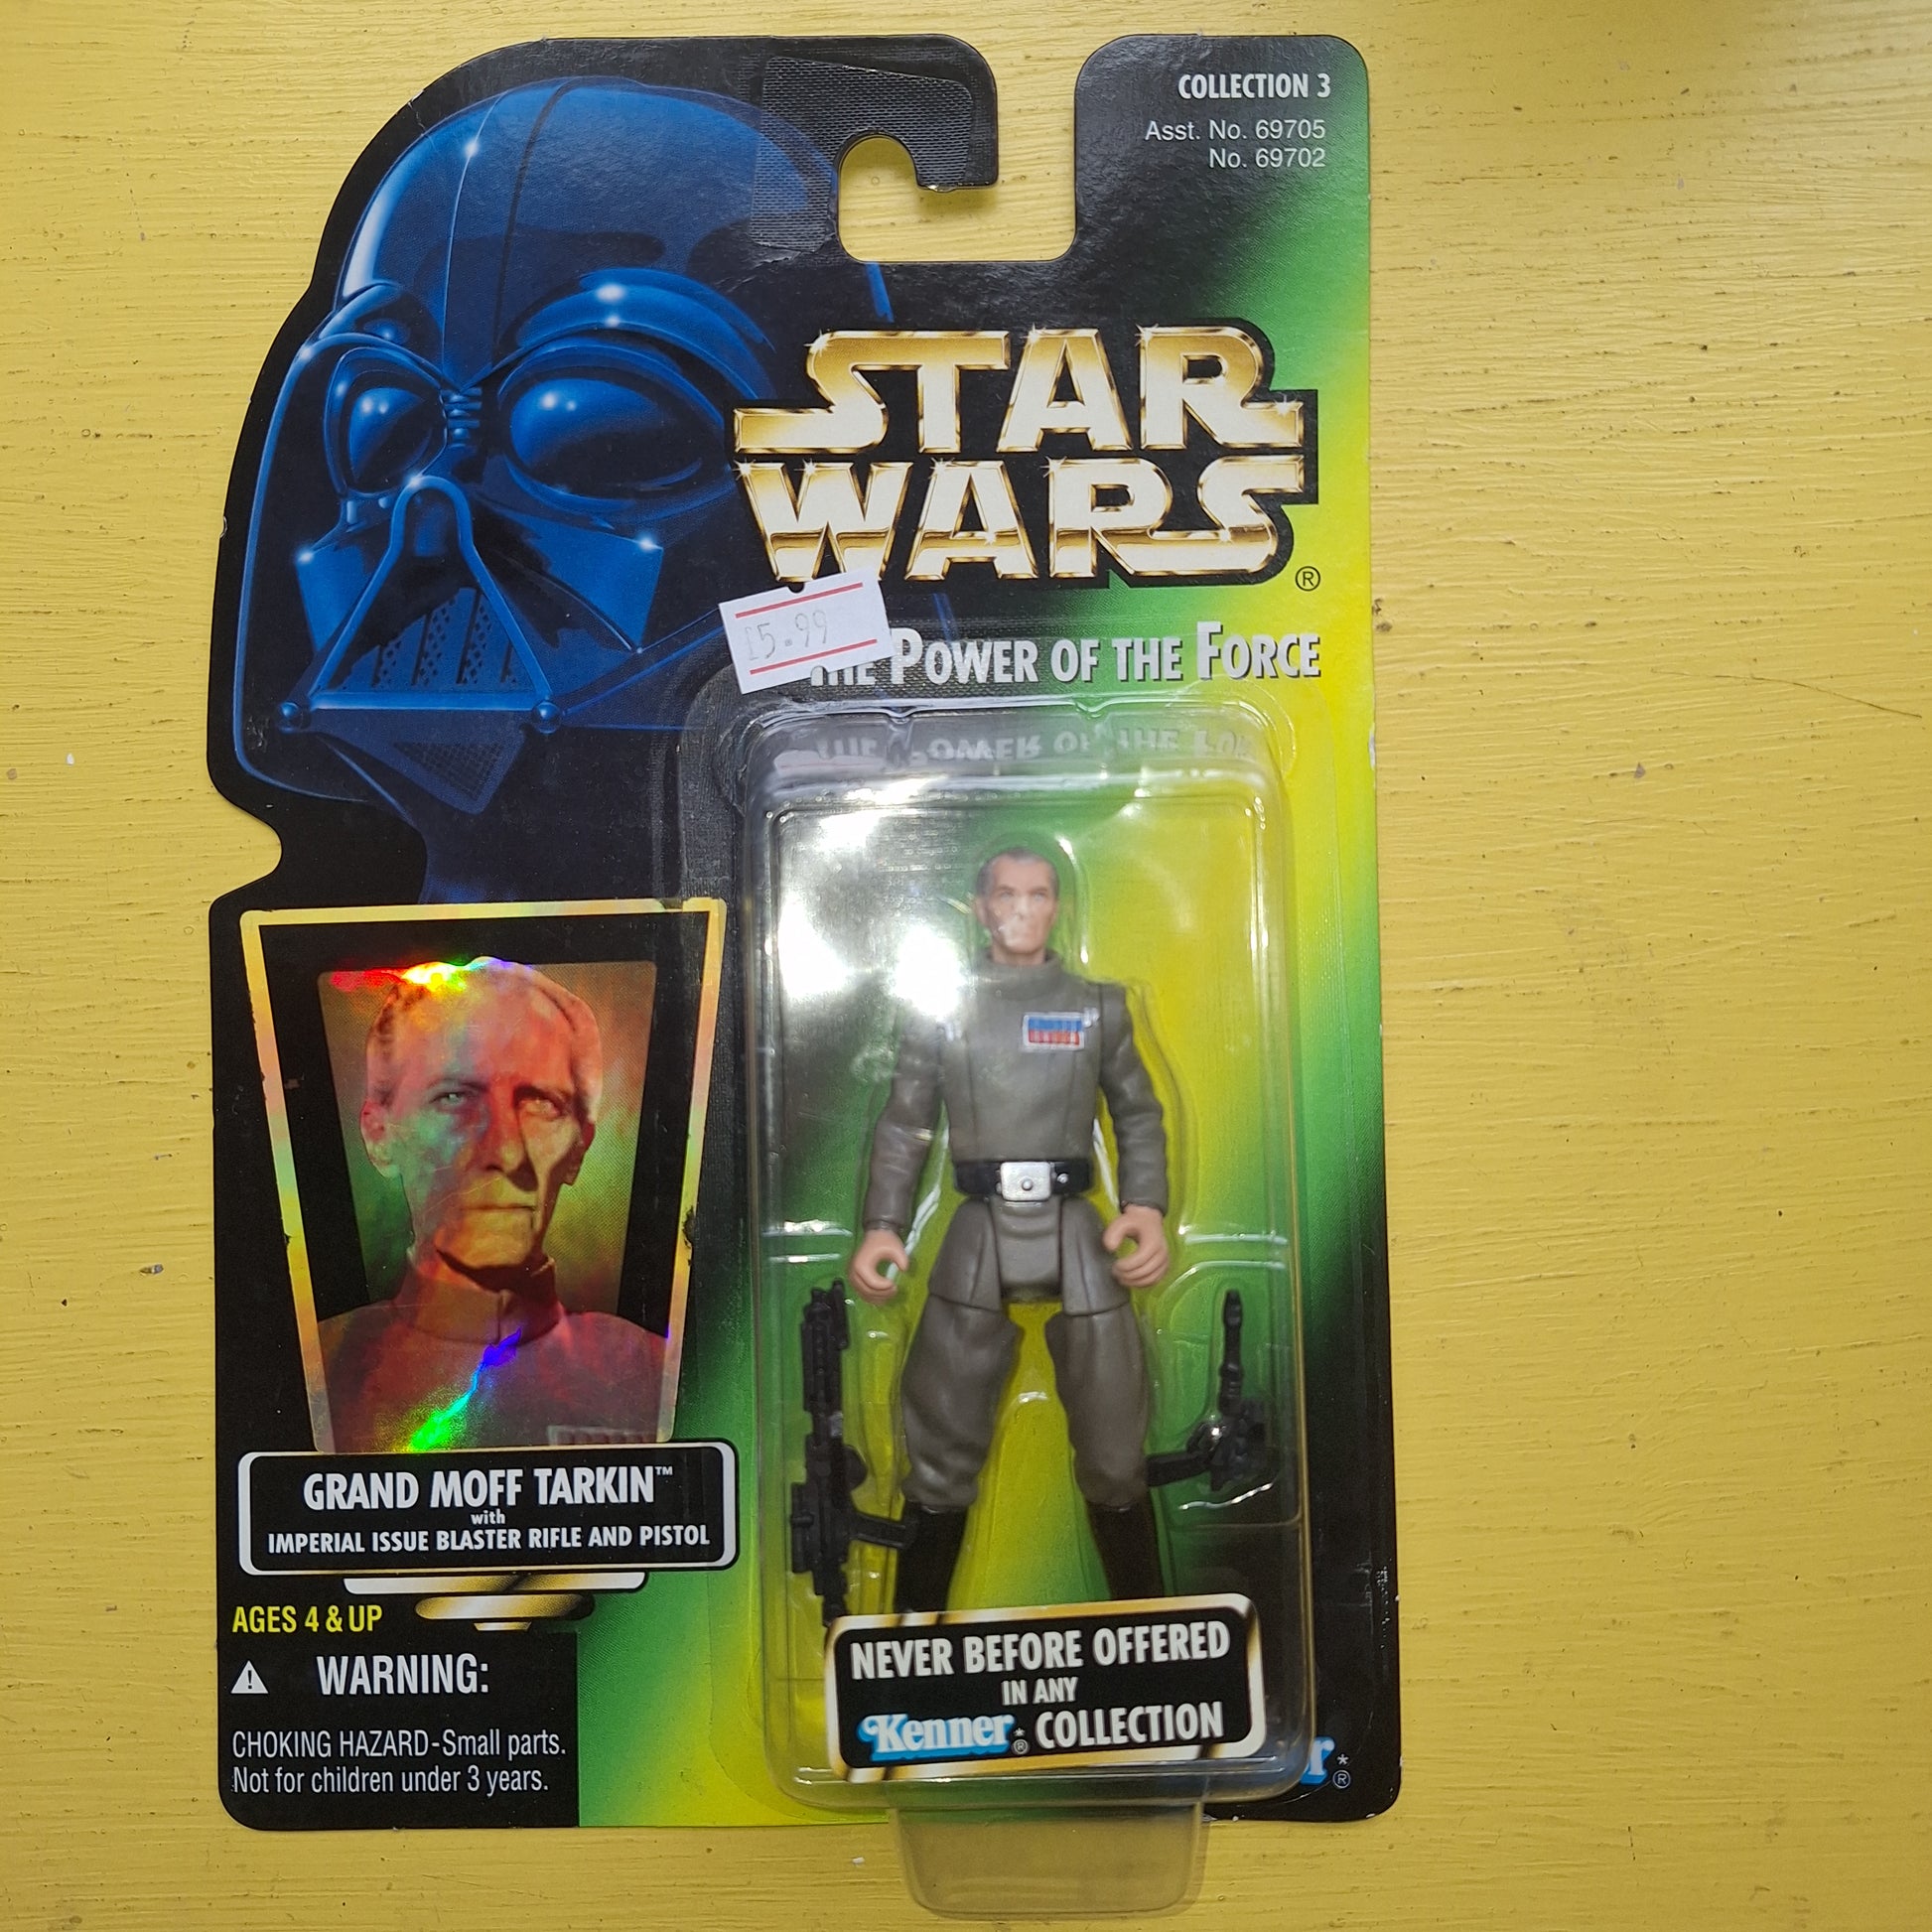 COLLECTION 3
Asst. No. 69705
No. 69702
STAR
WARS®
5.99
THE POWER OF THE FORCE
GRAND MOFF TARKIN™
with
IMPERIAL ISSUE BLASTER RIFLE AND PISTOL
AGES 4 & UP
WARNING:
CHOKING HAZARD-Small parts.
Not for children under 3 years.
NEVER BEFORE OFFERED
IN ANY
Kenner®* COLLECTION
r®*